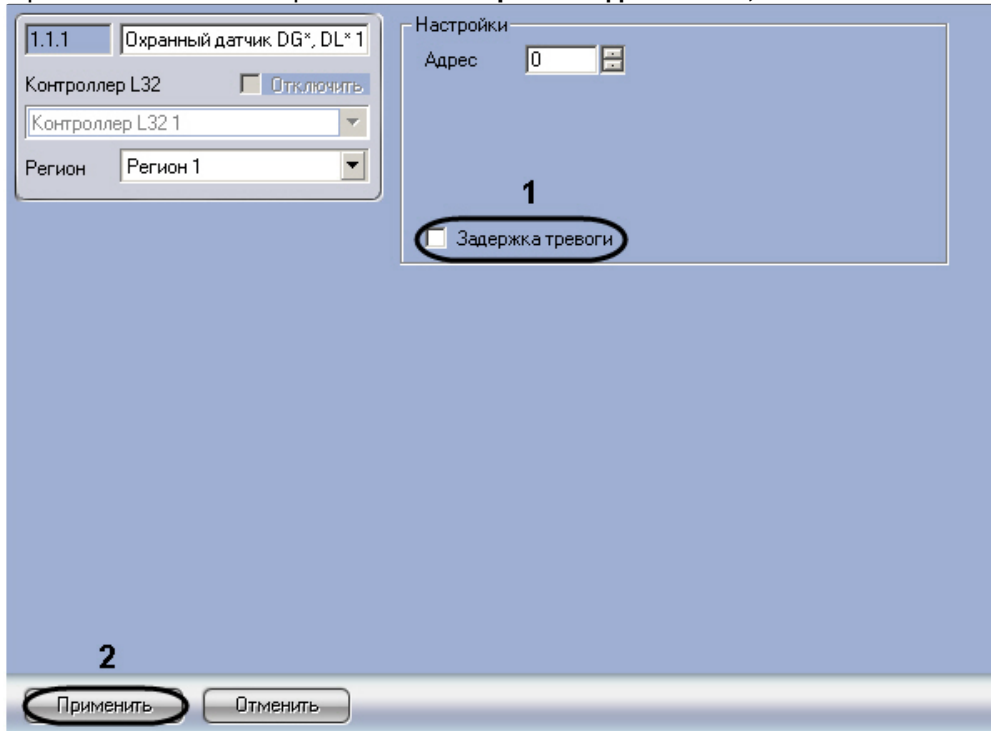 1.1.1 Охранный датчик DG*, DL* 1
Контроллер L32 Отключить
Контроллер L32 1
Регион Регион 1
Настройки
Адрес 0
1
Задержка тревоги
2
Применить Отменить